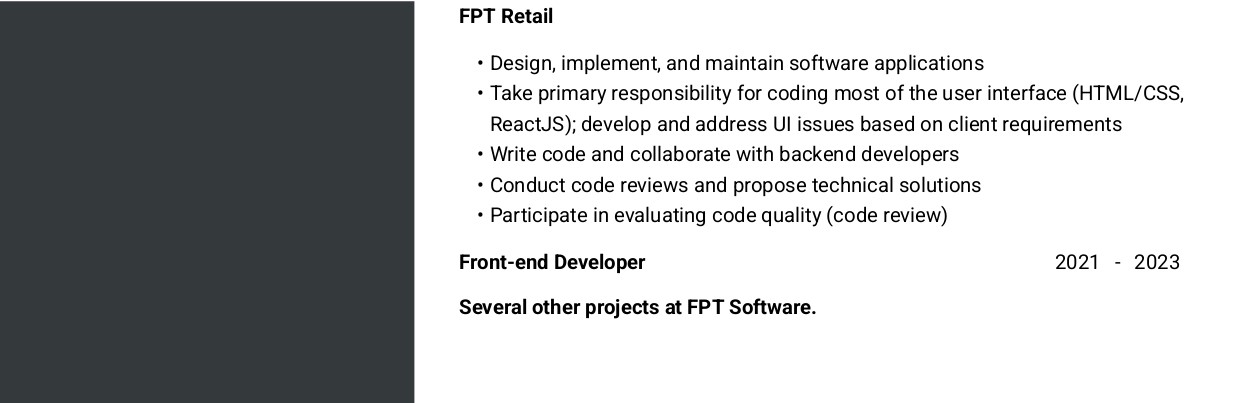 FPT Retail
• Design, implement, and maintain software applications
• Take primary responsibility for coding most of the user interface (HTML/CSS,
ReactJS); develop and address UI issues based on client requirements
• Write code and collaborate with backend developers
• Conduct code reviews and propose technical solutions
• Participate in evaluating code quality (code review)
Front-end Developer 2021 - 2023
Several other projects at FPT Software.